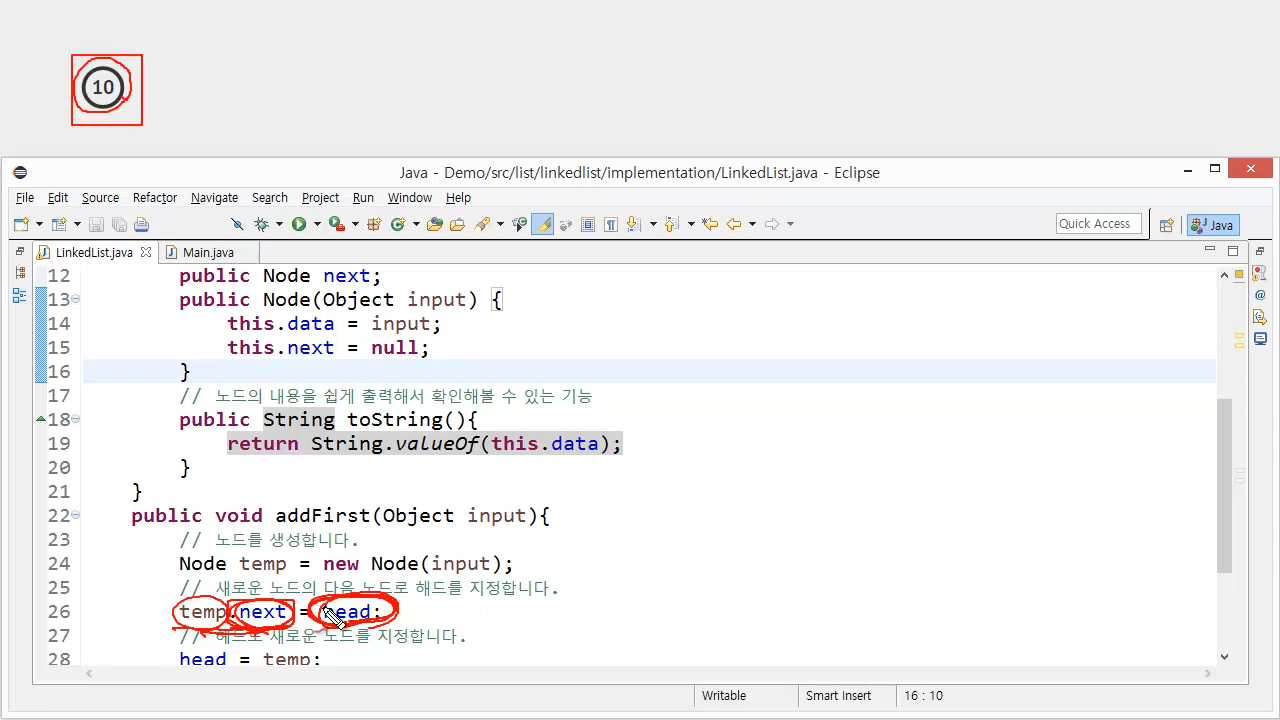 10
Java - Demo/src/list/linkedlist/implementation/LinkedList.java - Eclipse
File Edit Source Refactor Navigate Search Project Run Window Help
Quick Access Java
LinkedList.java Main.java
12 public Node next;
13 public Node(Object input) {
14 this.data = input;
15 this.next = null;
16 }
17 // 노드의 내용을 쉽게 출력해서 확인해볼 수 있는 기능
18 public String toString(){
19 return String.valueOf(this.data);
20 }
21 }
22 public void addFirst(Object input){
23 // 노드를 생성합니다.
24 Node temp = new Node(input);
25 // 새로운 노드의 다음 노드로 헤드를 지정합니다.
26 temp.next = head;
27 // 헤드로 새로운 노드를 지정합니다.
28 head = temp;
Writable Smart Insert 16 : 10